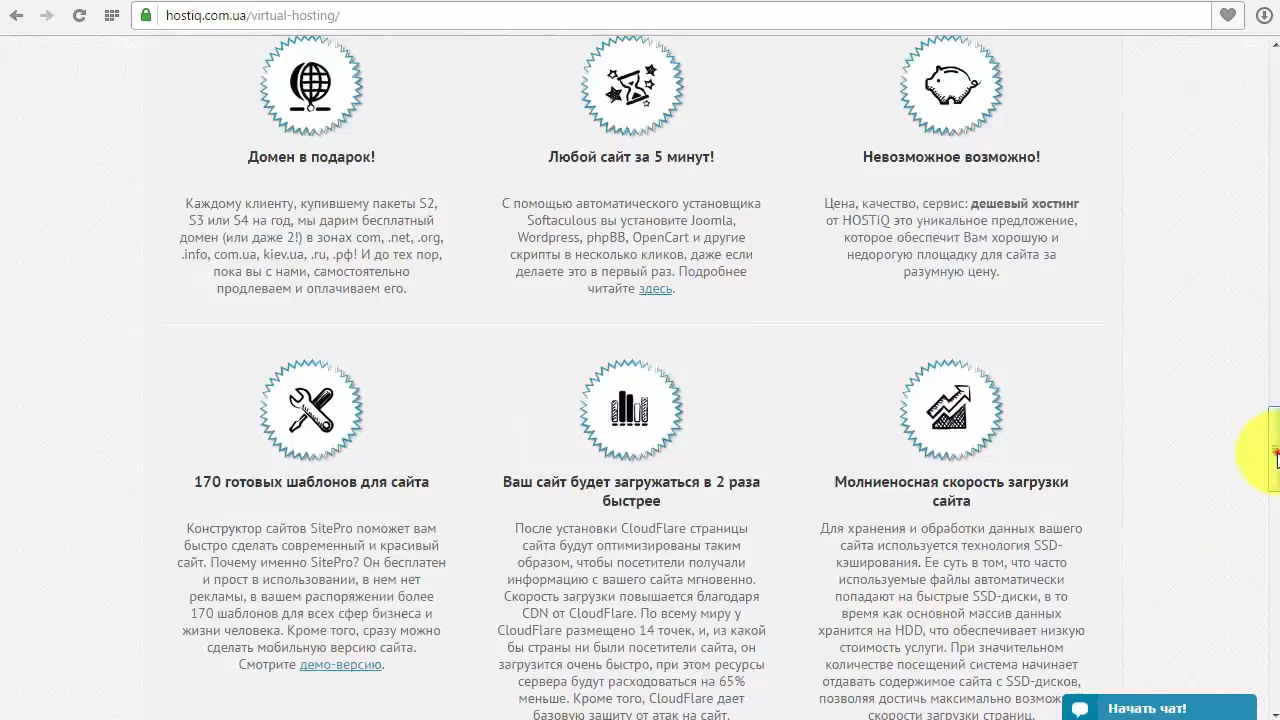 hostiq.com.ua/virtual-hosting/
Домен в подарок!
Каждому клиенту, купившему пакеты S2,
S3 или S4 на год, мы дарим бесплатный
домен (или даже 2!) в зонах com, .net, .org,
.info, com.ua, kiev.ua, .ru, .рф! И до тех пор,
пока вы с нами, самостоятельно
продлеваем и оплачиваем его.
Любой сайт за 5 минут!
С помощью автоматического установщика
Softaculous вы установите Joomla,
Wordpress, phpBB, OpenCart и другие
скрипты в несколько кликов, даже если
делаете это в первый раз. Подробнее
читайте здесь.
Невозможное возможно!
Цена, качество, сервис: дешевый хостинг
от HOSTiQ это уникальное предложение,
которое обеспечит Вам хорошую и
недорогую площадку для сайта за
разумную цену.
170 готовых шаблонов для сайта
Конструктор сайтов SitePro поможет вам
быстро сделать современный и красивый
сайт. Почему именно SitePro? Он бесплатен
и прост в использовании, в нем нет
рекламы, в вашем распоряжении более
170 шаблонов для всех сфер бизнеса и
жизни человека. Кроме того, сразу можно
сделать мобильную версию сайта.
Смотрите демо-версию.
Ваш сайт будет загружаться в 2 раза
быстрее
После установки CloudFlare страницы
сайта будут оптимизированы таким
образом, чтобы посетители получали
информацию с вашего сайта мгновенно.
Скорость загрузки повышается благодаря
CDN от CloudFlare. По всему миру у
CloudFlare размещено 14 точек, и, из какой
бы страны ни были посетители сайта, он
загрузится очень быстро, при этом ресурсы
сервера будут расходоваться на 65%
меньше. Кроме того, CloudFlare дает
базовую защиту от атак на сайт.
Молниеносная скорость загрузки
сайта
Для хранения и обработки данных вашего
сайта используется технология SSD-
кэширования. Ее суть в том, что часто
используемые файлы автоматически
попадают на быстрые SSD-диски, в то
время как основной массив данных
хранится на HDD, что обеспечивает низкую
стоимость услуги. При значительном
количестве посещений система начинает
отдавать содержимое сайта с SSD-дисков,
позволяя достичь максимально возмож
скорости загрузки страниц.
Начать чат!